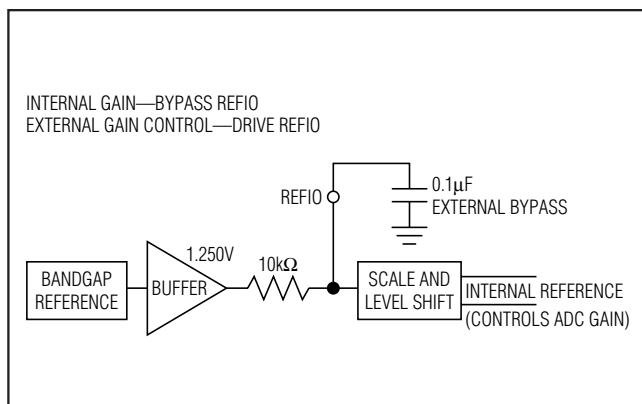 INTERNAL GAIN—BYPASS REFIO
EXTERNAL GAIN CONTROL—DRIVE REFIO
REFIO
0.1μF
EXTERNAL BYPASS
1.250V
10kΩ
BANDGAP
REFERENCE
BUFFER
SCALE AND
LEVEL SHIFT
INTERNAL REFERENCE
(CONTROLS ADC GAIN)